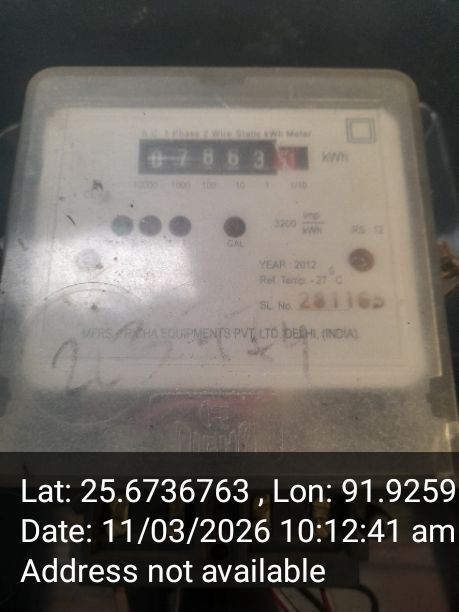 A.C. 1 Phase 2 Wire Static kWh Meter
07863 kWh
10000 1000 100 10 1 1/10
CAL
3200 imp/kWh
RS : 12
YEAR : 2012
Ref. Temp. - 27°C
SL. No. 281165
EQUIPMENTS PVT. LTD. DELHI, (INDIA)
Lat: 25.6736763 , Lon: 91.9259
Date: 11/03/2026 10:12:41 am
Address not available